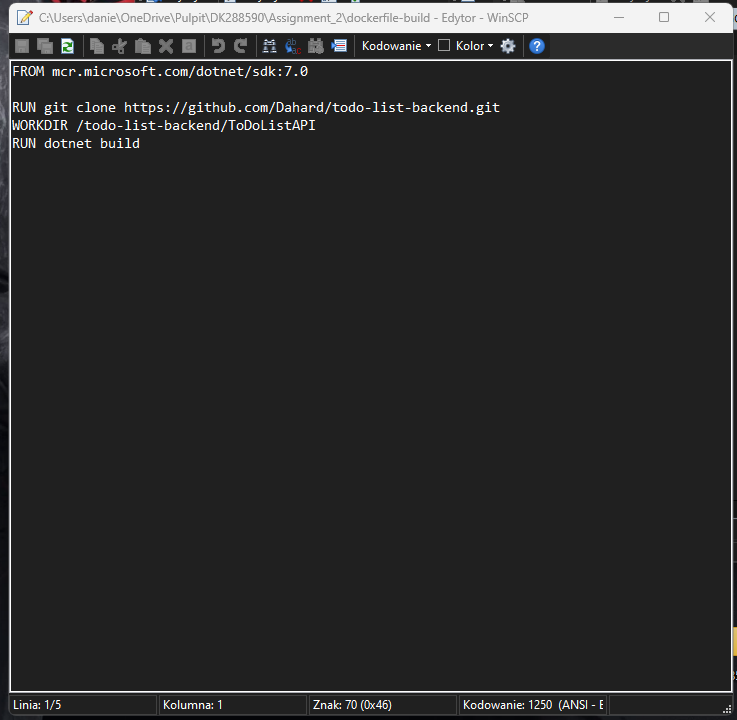 C:\Users\danie\OneDrive\Pulpit\DK288590\Assignment_2\dockerfile-build - Edytor - WinSCP
Kodowanie Kolor
FROM mcr.microsoft.com/dotnet/sdk:7.0
RUN git clone https://github.com/Dahard/todo-list-backend.git
WORKDIR /todo-list-backend/ToDoListAPI
RUN dotnet build
Linia: 1/5 Kolumna: 1 Znak: 70 (0x46) Kodowanie: 1250 (ANSI - E